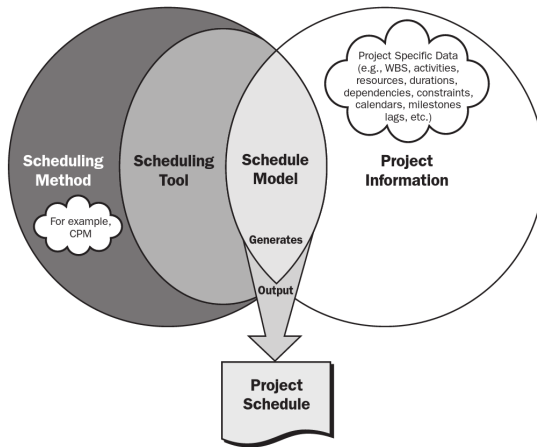 Project Specific Data
(e.g., WBS, activities,
resources, durations,
dependencies, constraints,
calendars, milestones
lags, etc.)
Scheduling
Method
Scheduling
Tool
Schedule
Model
Project
Information
For example,
CPM
Generates
Output
Project
Schedule